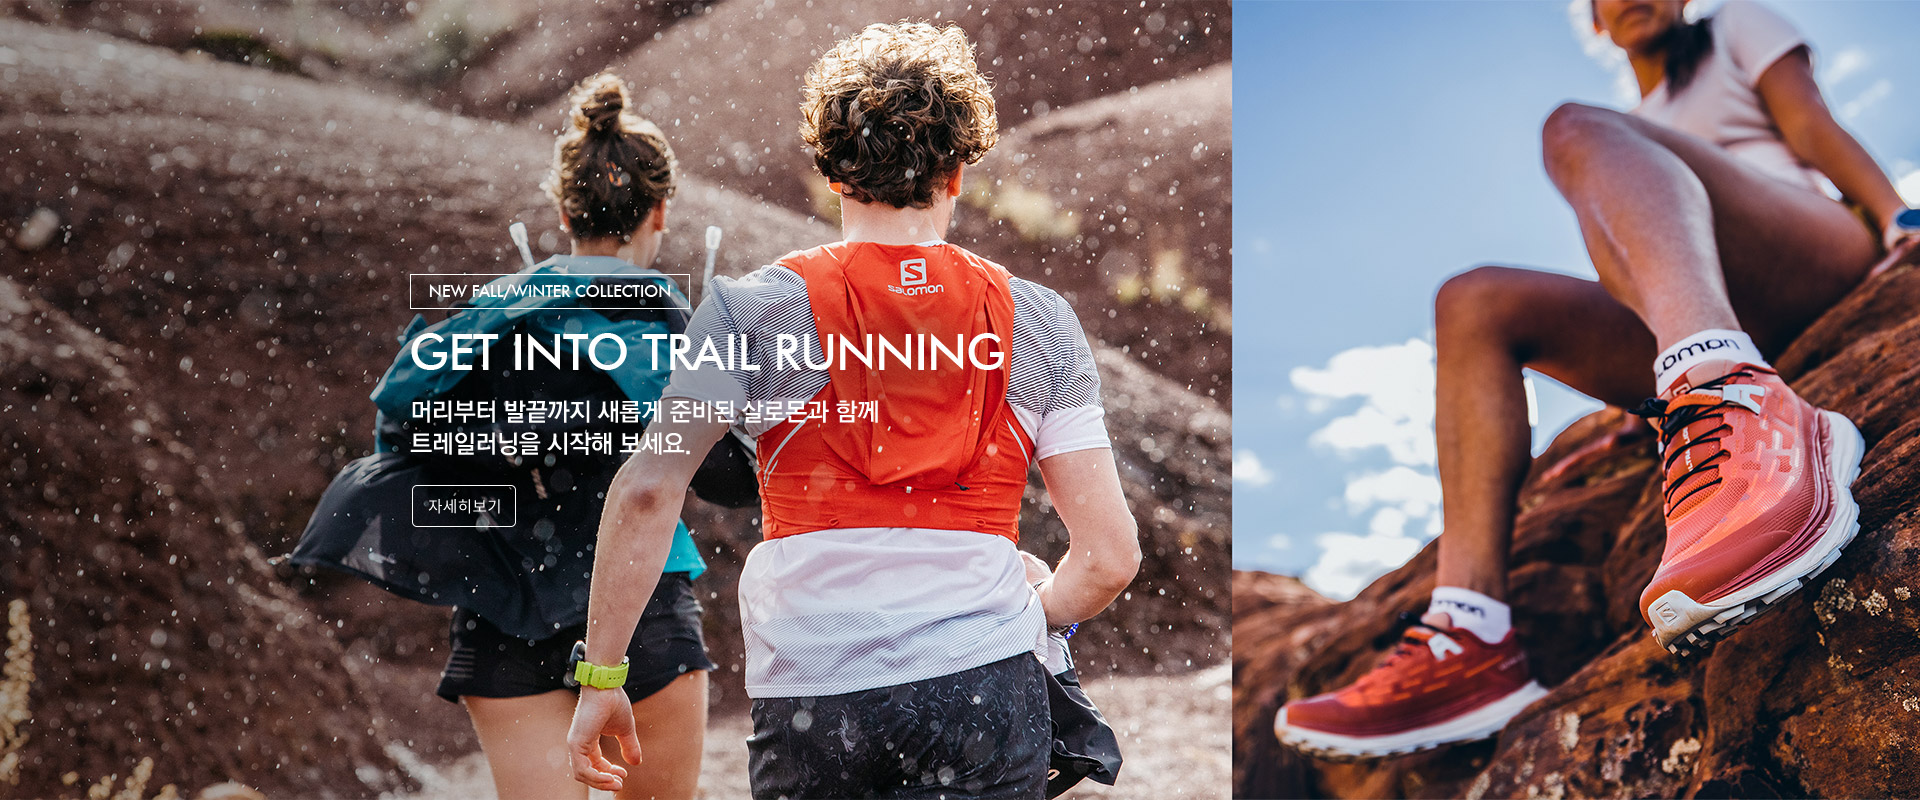 NEW FALL/WINTER COLLECTION
GET INTO TRAIL RUNNING
머리부터 발끝까지 새롭게 준비된 살로몬과 함께
트레일러닝을 시작해 보세요.
자세히보기
S
salomon